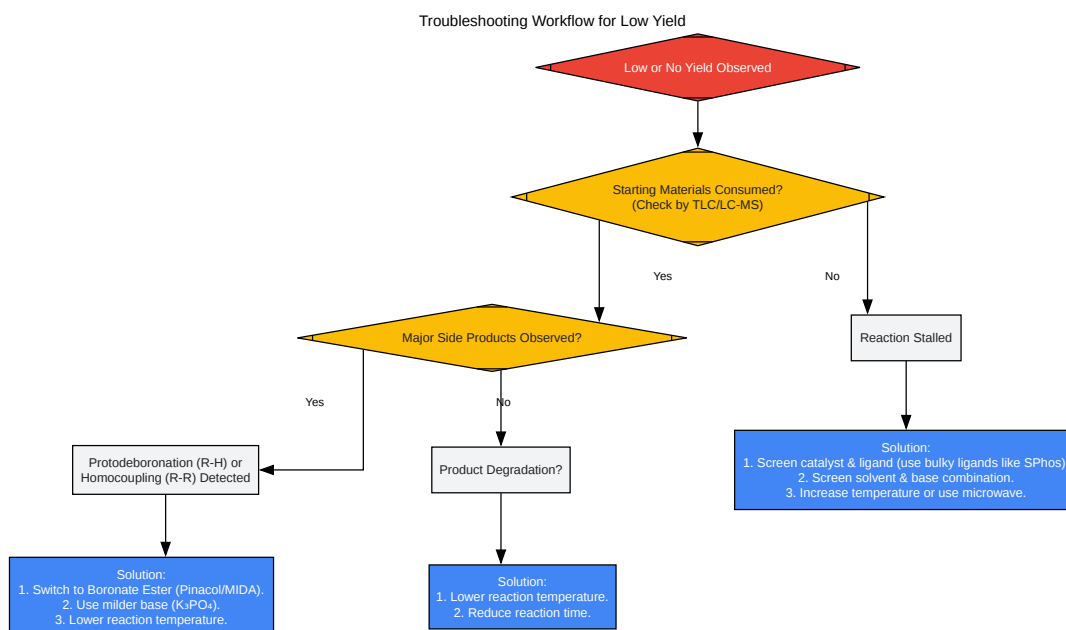 Troubleshooting Workflow for Low Yield
Low or No Yield Observed
Starting Materials Consumed?
(Check by TLC/LC-MS)
Yes
No
Major Side Products Observed?
Reaction Stalled
Yes
No
Protodeboronation (R-H) or
Homocoupling (R-R) Detected
Product Degradation?
Solution:
1. Screen catalyst & ligand (use bulky ligands like SPhos)
2. Screen solvent & base combination.
3. Increase temperature or use microwave.
Solution:
1. Switch to Boronate Ester (Pinacol/MIDA).
2. Use milder base (K₃PO₄).
3. Lower reaction temperature.
Solution:
1. Lower reaction temperature.
2. Reduce reaction time.